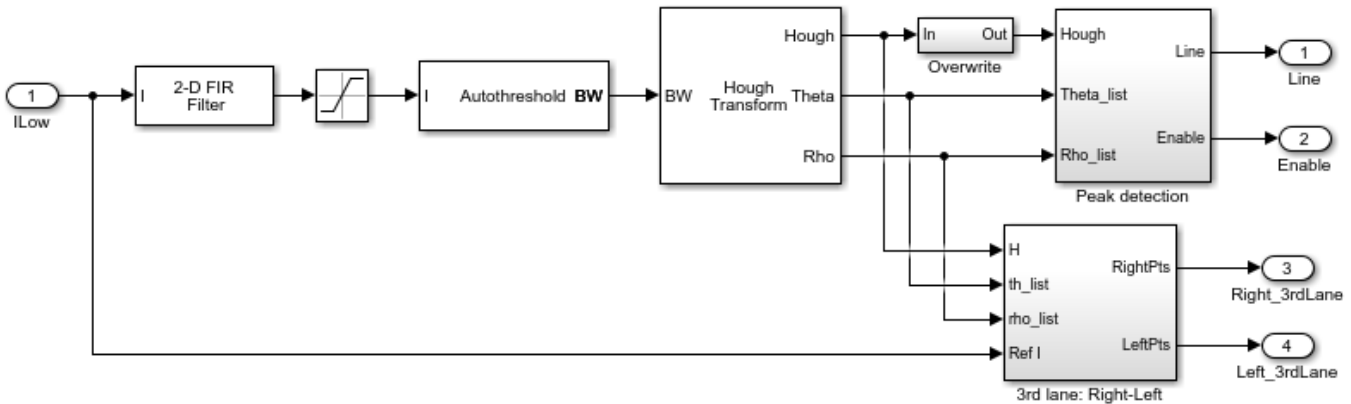 1
ILow
I
2-D FIR
Filter
I
Autothreshold BW
BW
Hough
Transform
Hough
Theta
Rho
In
Out
Overwrite
Hough
Theta_list
Rho_list
Line
Enable
Peak detection
1
Line
2
Enable
H
th_list
rho_list
Ref I
RightPts
LeftPts
3rd lane: Right-Left
3
Right_3rdLane
4
Left_3rdLane